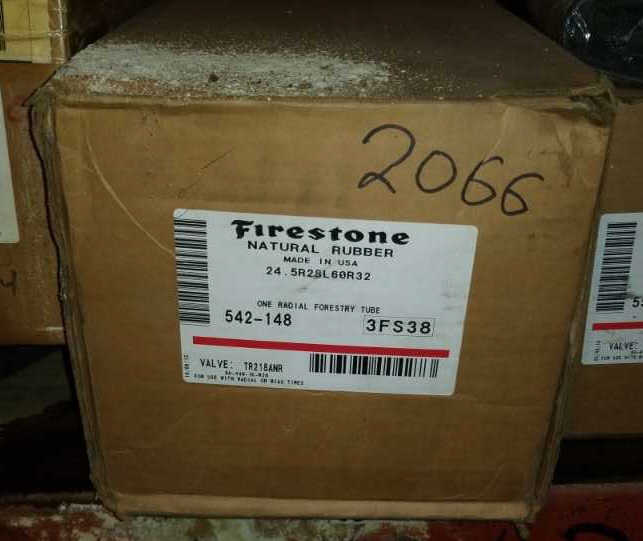 2066
Firestone
NATURAL RUBBER
MADE IN USA
24.5R28L60R32
ONE RADIAL FORESTRY TUBE
542-148
3FS38
VALVE: TR218ANR
FOR USE WITH RADIAL OR BIAS TIRES
VALVE: